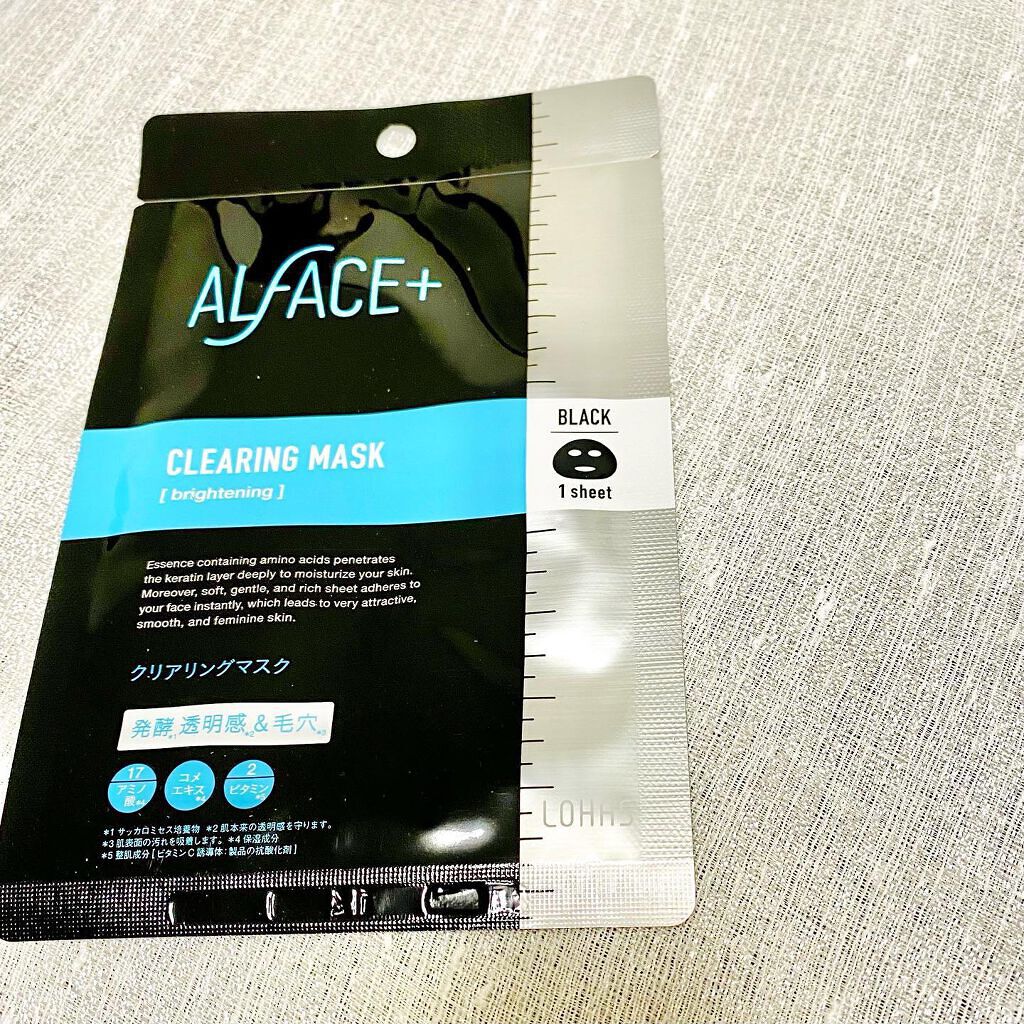 ALFACE+
CLEARING MASK
[ brightening ]
BLACK
1 sheet
Essence containing amino acids penetrates
the keratin layer deeply to moisturize your skin.
Moreover, soft, gentle, and rich sheet adheres to
your face instantly, which leads to very attractive,
smooth, and feminine skin.
クリアリングマスク
発酵*1 透明感*2 &毛穴*3
17
アミノ
酸*4
コメ
エキス
*4
2
ビタミン
*5
*1 サッカロミセス培養物 *2 肌本来の透明感を守ります。
*3 肌表面の汚れを吸着します。 *4 保湿成分
*5 整肌成分 [ ビタミンC誘導体:製品の抗酸化剤 ]
LOHAS